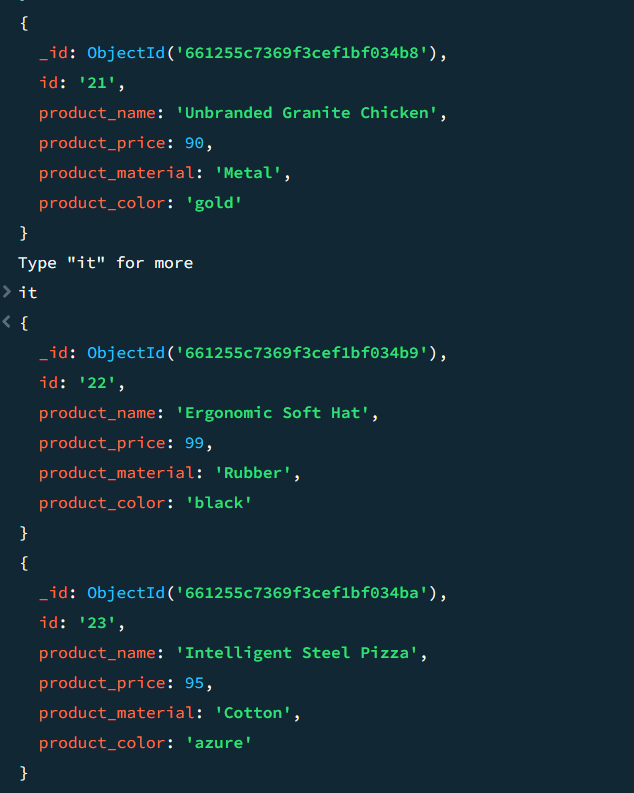 {
_id: ObjectId('661255c7369f3cef1bf034b8'),
id: '21',
product_name: 'Unbranded Granite Chicken',
product_price: 90,
product_material: 'Metal',
product_color: 'gold'
}
Type "it" for more
> it
< {
_id: ObjectId('661255c7369f3cef1bf034b9'),
id: '22',
product_name: 'Ergonomic Soft Hat',
product_price: 99,
product_material: 'Rubber',
product_color: 'black'
}
{
_id: ObjectId('661255c7369f3cef1bf034ba'),
id: '23',
product_name: 'Intelligent Steel Pizza',
product_price: 95,
product_material: 'Cotton',
product_color: 'azure'
}